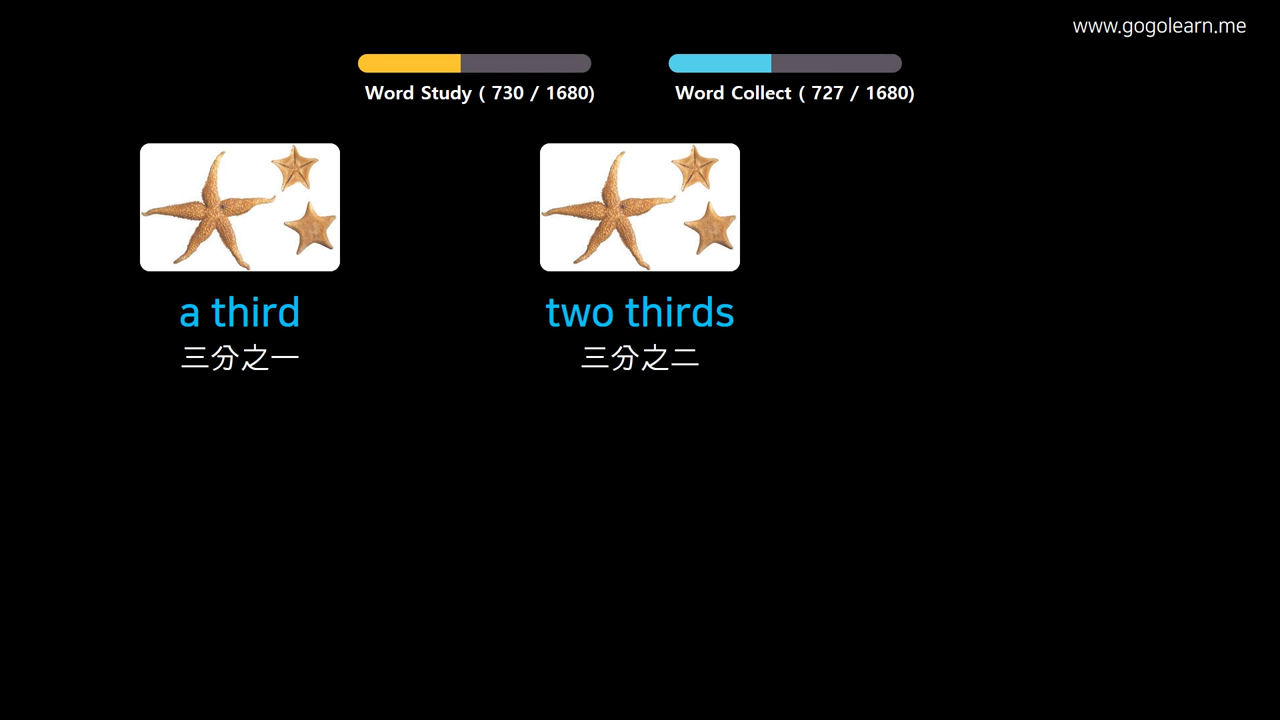 www.gogolearn.me
Word Study ( 730 / 1680)
Word Collect ( 727 / 1680)
a third
三分之一
two thirds
三分之二